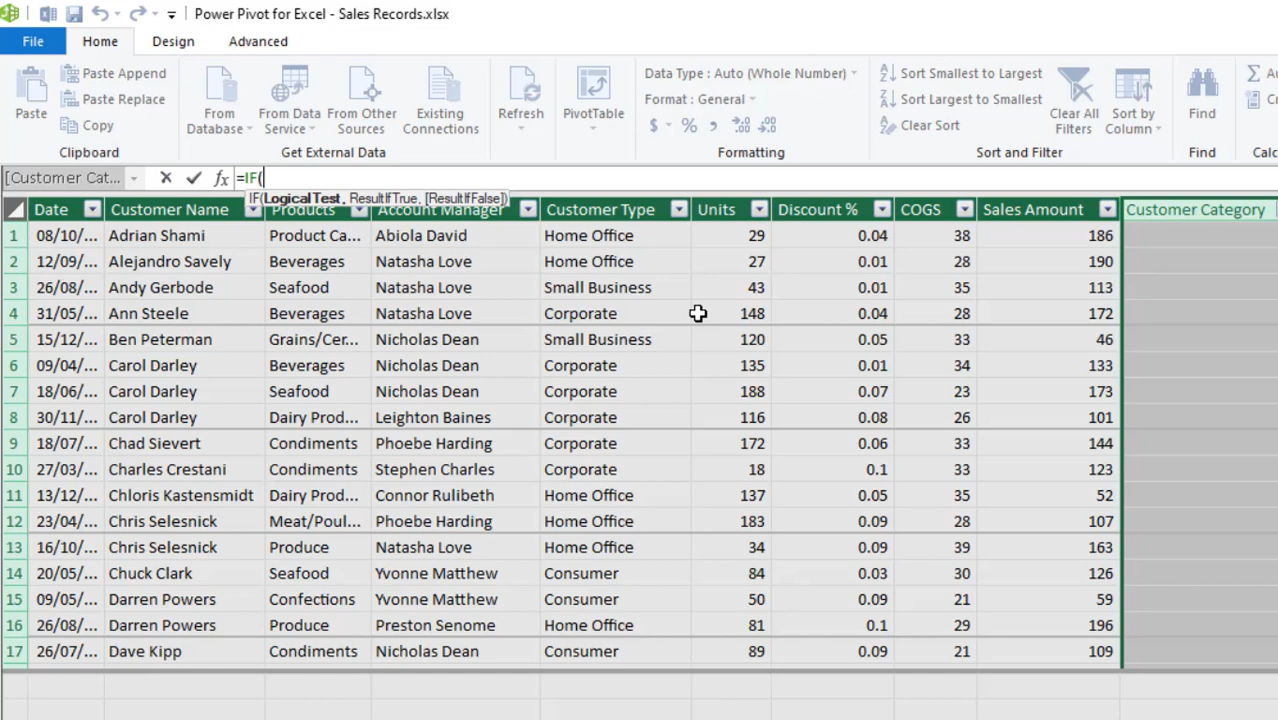 Power Pivot for Excel - Sales Records.xlsx
File Home Design Advanced
Paste
Paste Append
Paste Replace
Copy
Clipboard
From Database
From Data Service
From Other Sources
Existing Connections
Get External Data
Refresh
PivotTable
Data Type : Auto (Whole Number)
Format : General
$ % ,
Formatting
Sort Smallest to Largest
Sort Largest to Smallest
Clear Sort
Clear All Filters
Sort by Column
Sort and Filter
Find
Find
[Customer Cat... fx =IF(
IF(LogicalTest, ResultIfTrue, [ResultIfFalse])
Date Customer Name Products Account Manager Customer Type Units Discount % COGS Sales Amount Customer Category
1 08/10/... Adrian Shami Product Ca... Abiola David Home Office 29 0.04 38 186
2 12/09/... Alejandro Savely Beverages Natasha Love Home Office 27 0.01 28 190
3 26/08/... Andy Gerbode Seafood Natasha Love Small Business 43 0.01 35 113
4 31/05/... Ann Steele Beverages Natasha Love Corporate 148 0.04 28 172
5 15/12/... Ben Peterman Grains/Cer... Nicholas Dean Small Business 120 0.05 33 46
6 09/04/... Carol Darley Beverages Nicholas Dean Corporate 135 0.01 34 133
7 18/06/... Carol Darley Seafood Nicholas Dean Corporate 188 0.07 23 173
8 30/11/... Carol Darley Dairy Prod... Leighton Baines Corporate 116 0.08 26 101
9 18/07/... Chad Sievert Condiments Phoebe Harding Corporate 172 0.06 33 144
10 27/03/... Charles Crestani Condiments Stephen Charles Corporate 18 0.1 33 123
11 13/12/... Chloris Kastensmidt Dairy Prod... Connor Rulibeth Home Office 137 0.05 35 52
12 23/04/... Chris Selesnick Meat/Poul... Phoebe Harding Home Office 183 0.09 28 107
13 16/10/... Chris Selesnick Produce Natasha Love Home Office 34 0.09 39 163
14 20/05/... Chuck Clark Seafood Yvonne Matthew Consumer 84 0.03 30 126
15 09/05/... Darren Powers Confections Yvonne Matthew Consumer 50 0.09 21 59
16 26/08/... Darren Powers Produce Preston Senome Home Office 81 0.1 29 196
17 26/07/... Dave Kipp Condiments Nicholas Dean Consumer 89 0.09 21 109